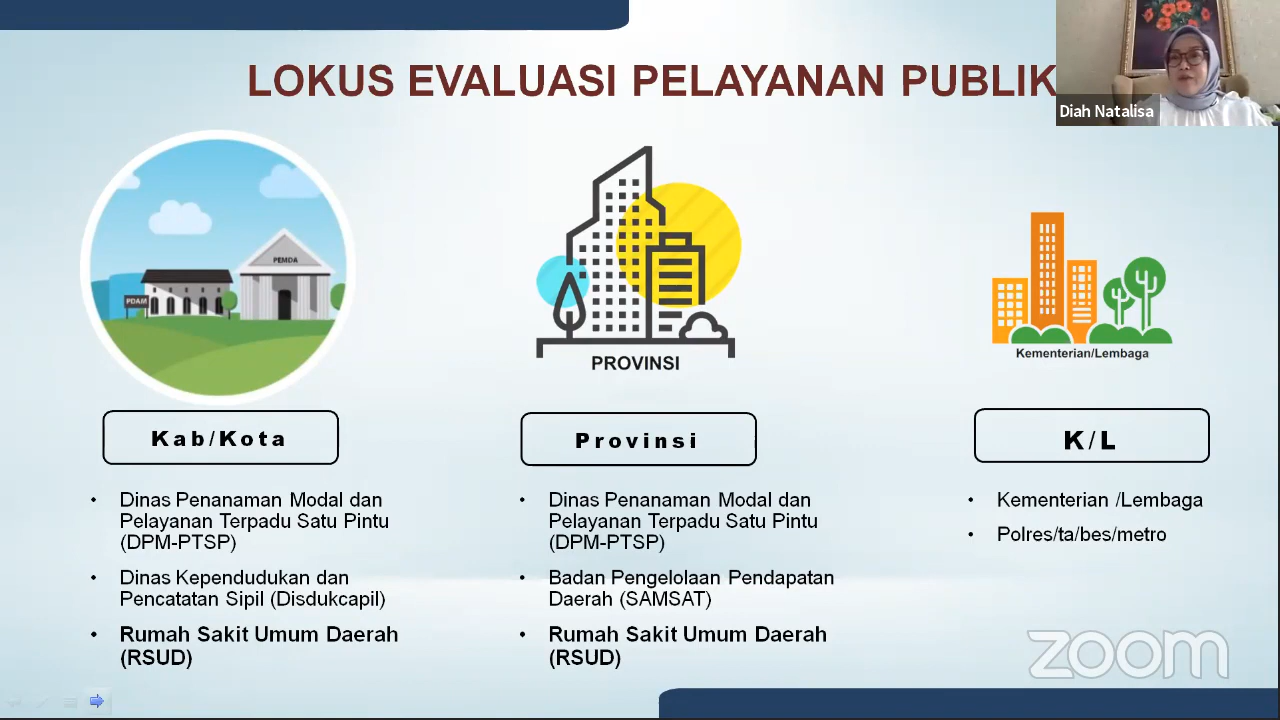 LOKUS EVALUASI PELAYANAN PUBLIK
Diah Natalisa
PEMDA
PDAM
PROVINSI
Kementerian/Lembaga
Kab/Kota
• Dinas Penanaman Modal dan
Pelayanan Terpadu Satu Pintu
(DPM-PTSP)
• Dinas Kependudukan dan
Pencatatan Sipil (Disdukcapil)
• Rumah Sakit Umum Daerah
(RSUD)
Provinsi
• Dinas Penanaman Modal dan
Pelayanan Terpadu Satu Pintu
(DPM-PTSP)
• Badan Pengelolaan Pendapatan
Daerah (SAMSAT)
• Rumah Sakit Umum Daerah
(RSUD)
K/L
• Kementerian /Lembaga
• Polres/ta/bes/metro
zoom